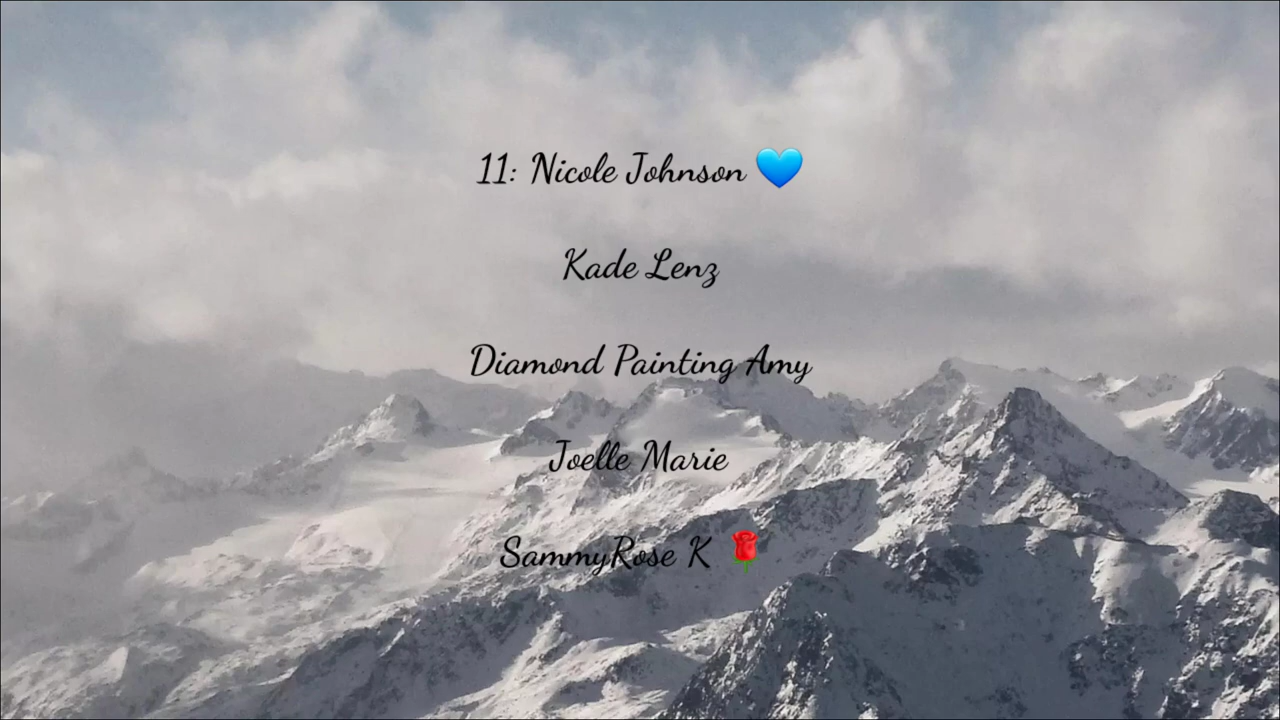 11: Nicole Johnson 💙
Kade Lenz
Diamond Painting Amy
Joelle Marie
SammyRose K 🌹